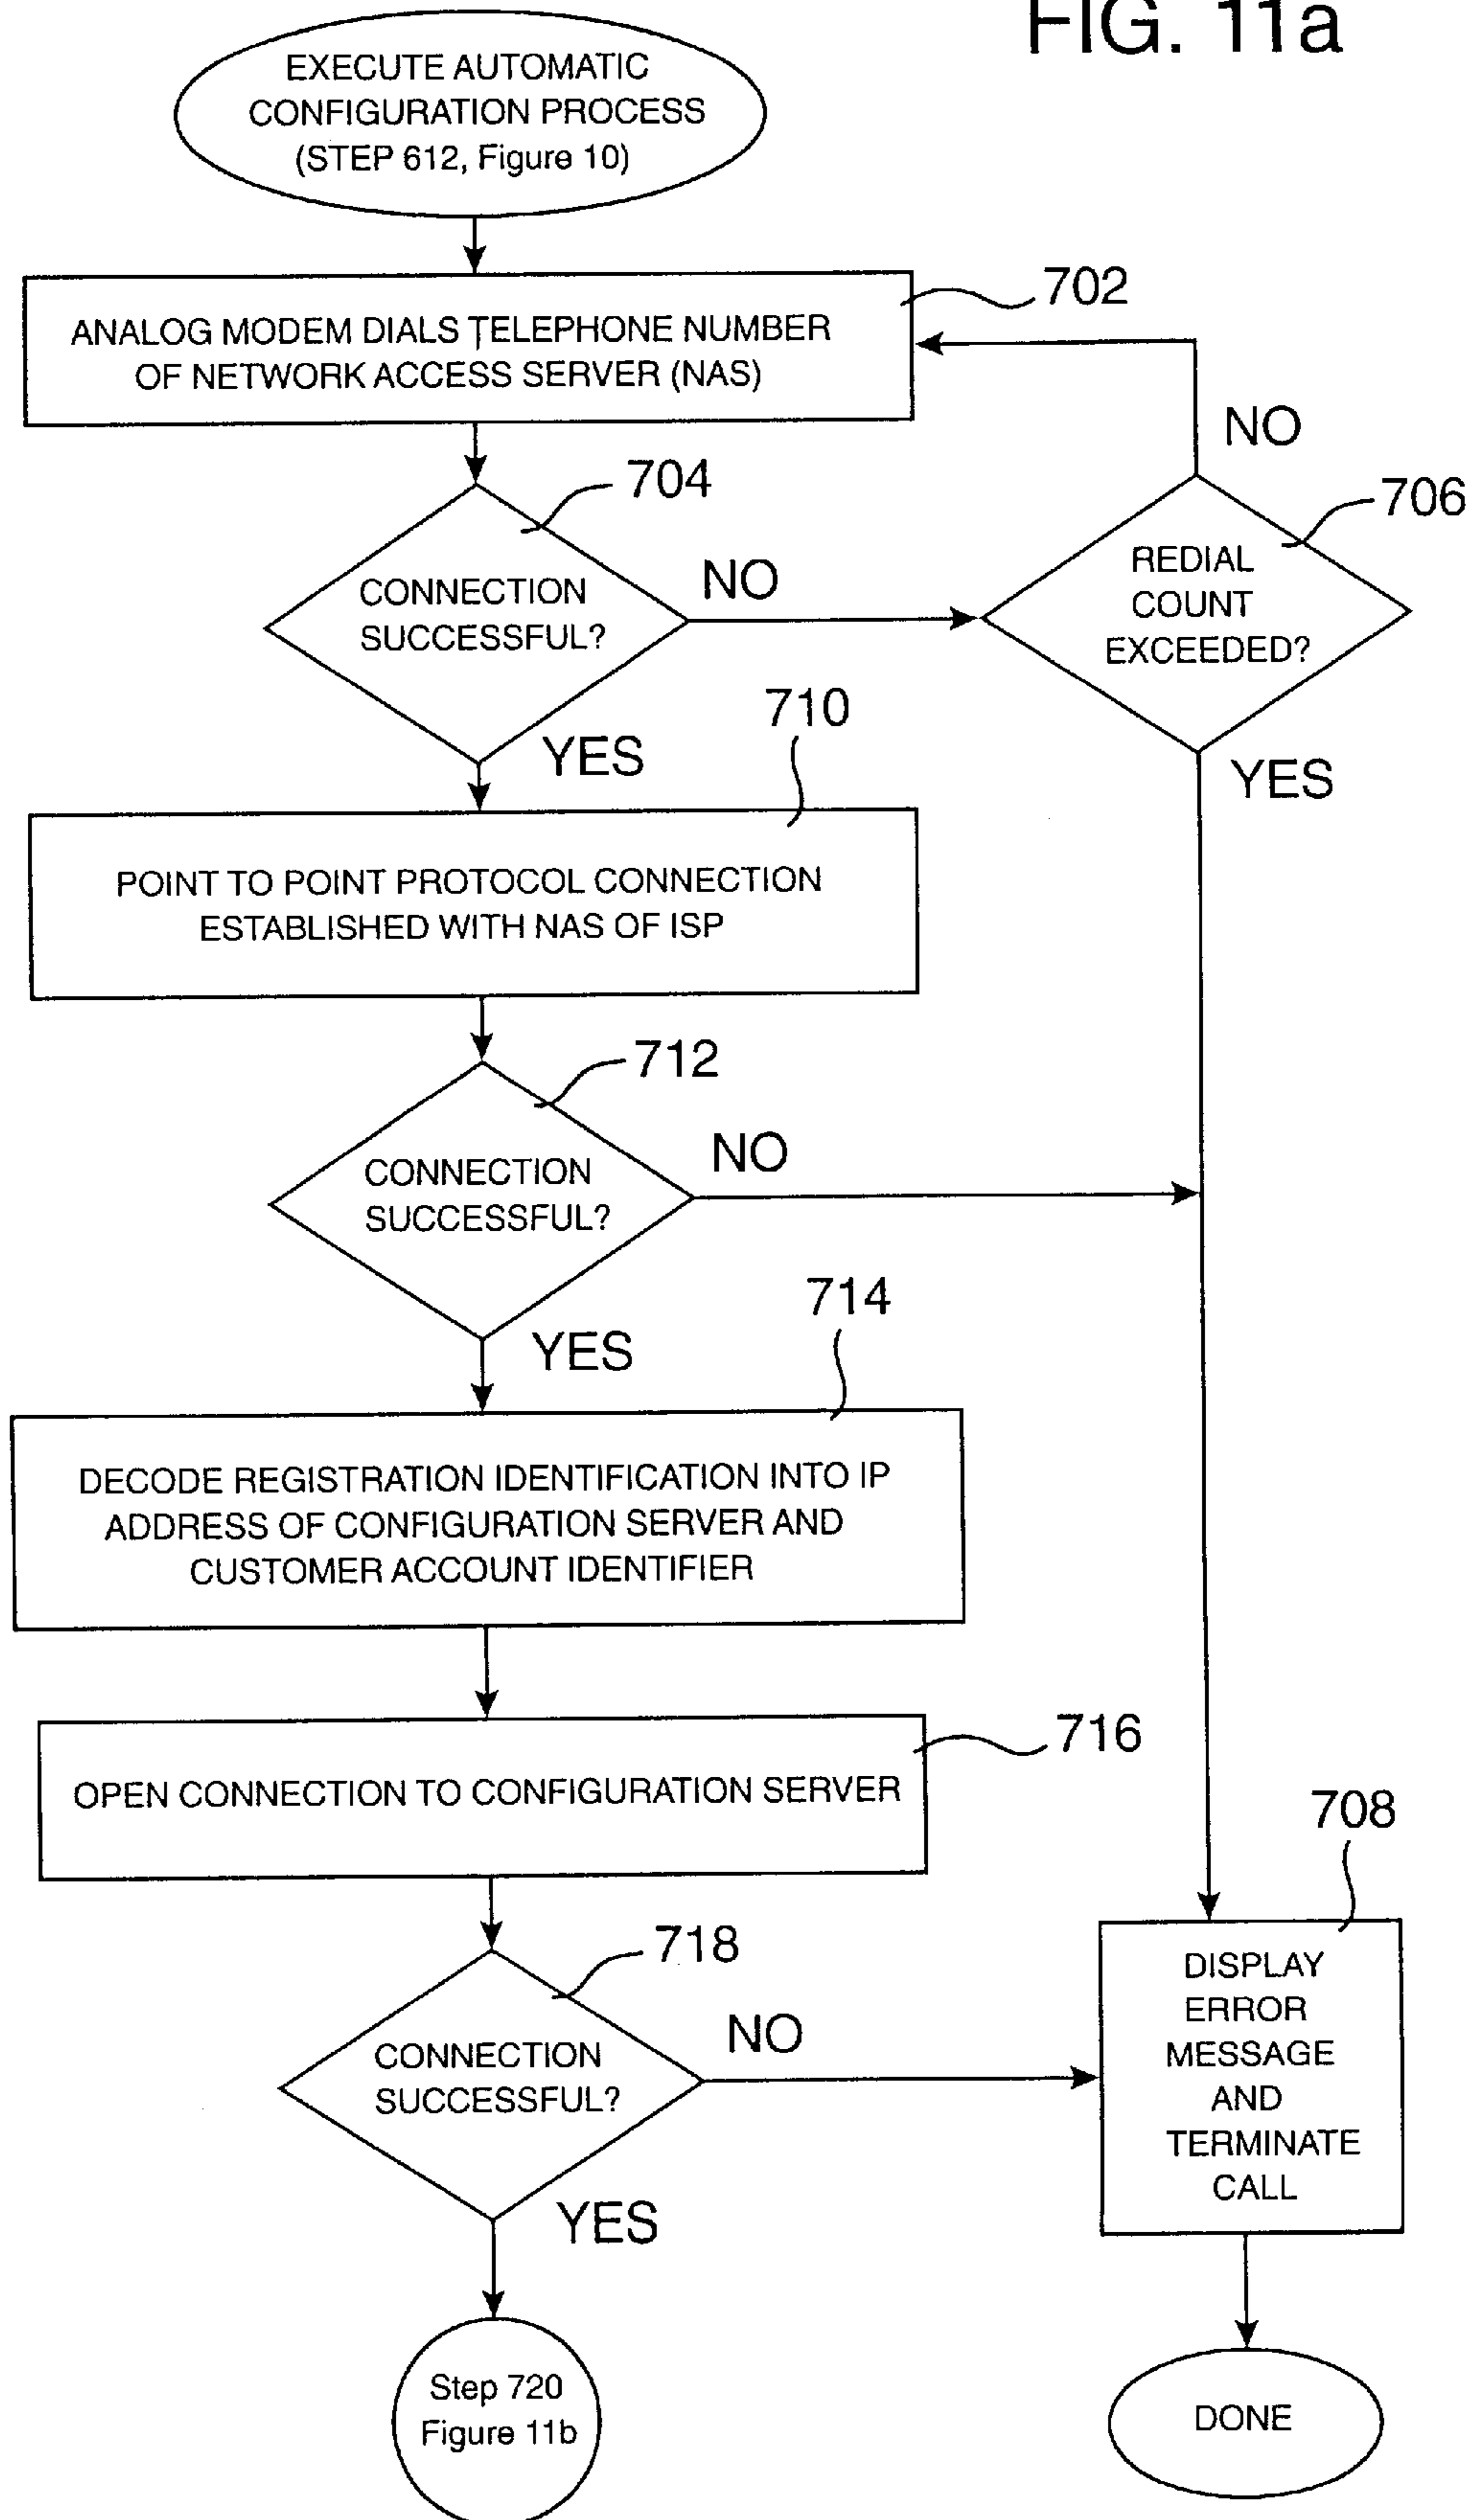 FIG. 11a
EXECUTE AUTOMATIC
CONFIGURATION PROCESS
(STEP 612, Figure 10)
702
ANALOG MODEM DIALS TELEPHONE NUMBER
OF NETWORK ACCESS SERVER (NAS)
NO
704
706
CONNECTION
SUCCESSFUL?
NO
REDIAL
COUNT
EXCEEDED?
YES
710
YES
POINT TO POINT PROTOCOL CONNECTION
ESTABLISHED WITH NAS OF ISP
712
CONNECTION
SUCCESSFUL?
NO
YES
714
DECODE REGISTRATION IDENTIFICATION INTO IP
ADDRESS OF CONFIGURATION SERVER AND
CUSTOMER ACCOUNT IDENTIFIER
716
OPEN CONNECTION TO CONFIGURATION SERVER
708
718
CONNECTION
SUCCESSFUL?
NO
DISPLAY
ERROR
MESSAGE
AND
TERMINATE
CALL
YES
Step 720
Figure 11b
DONE